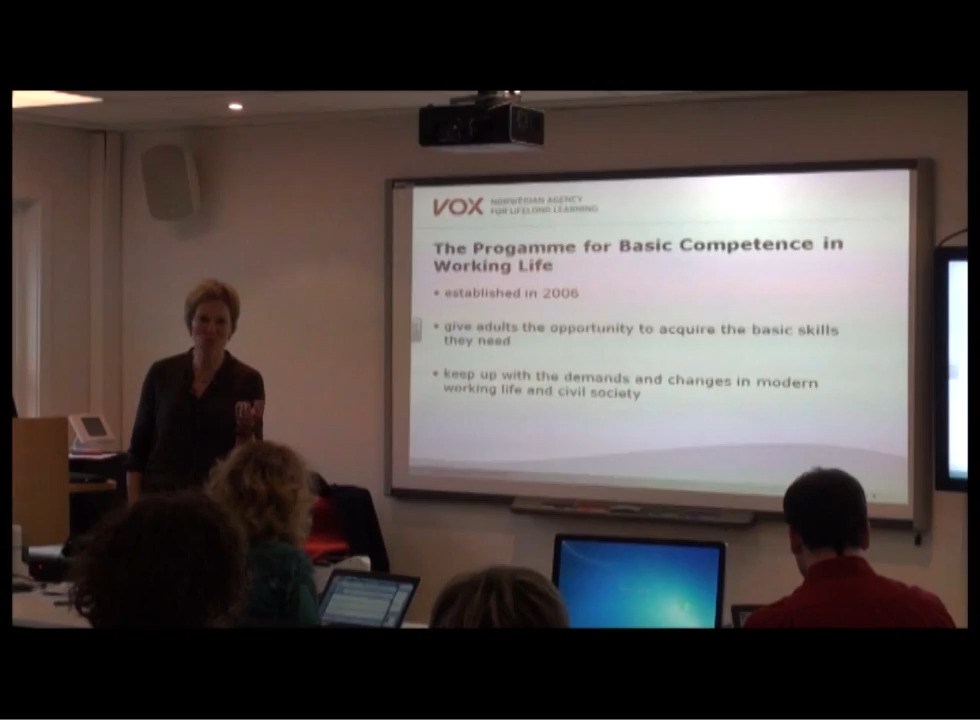 VOX NORWEGIAN AGENCY
FOR LIFELONG LEARNING
The Progamme for Basic Competence in
Working Life
• established in 2006
• give adults the opportunity to acquire the basic skills
they need
• keep up with the demands and changes in modern
working life and civil society